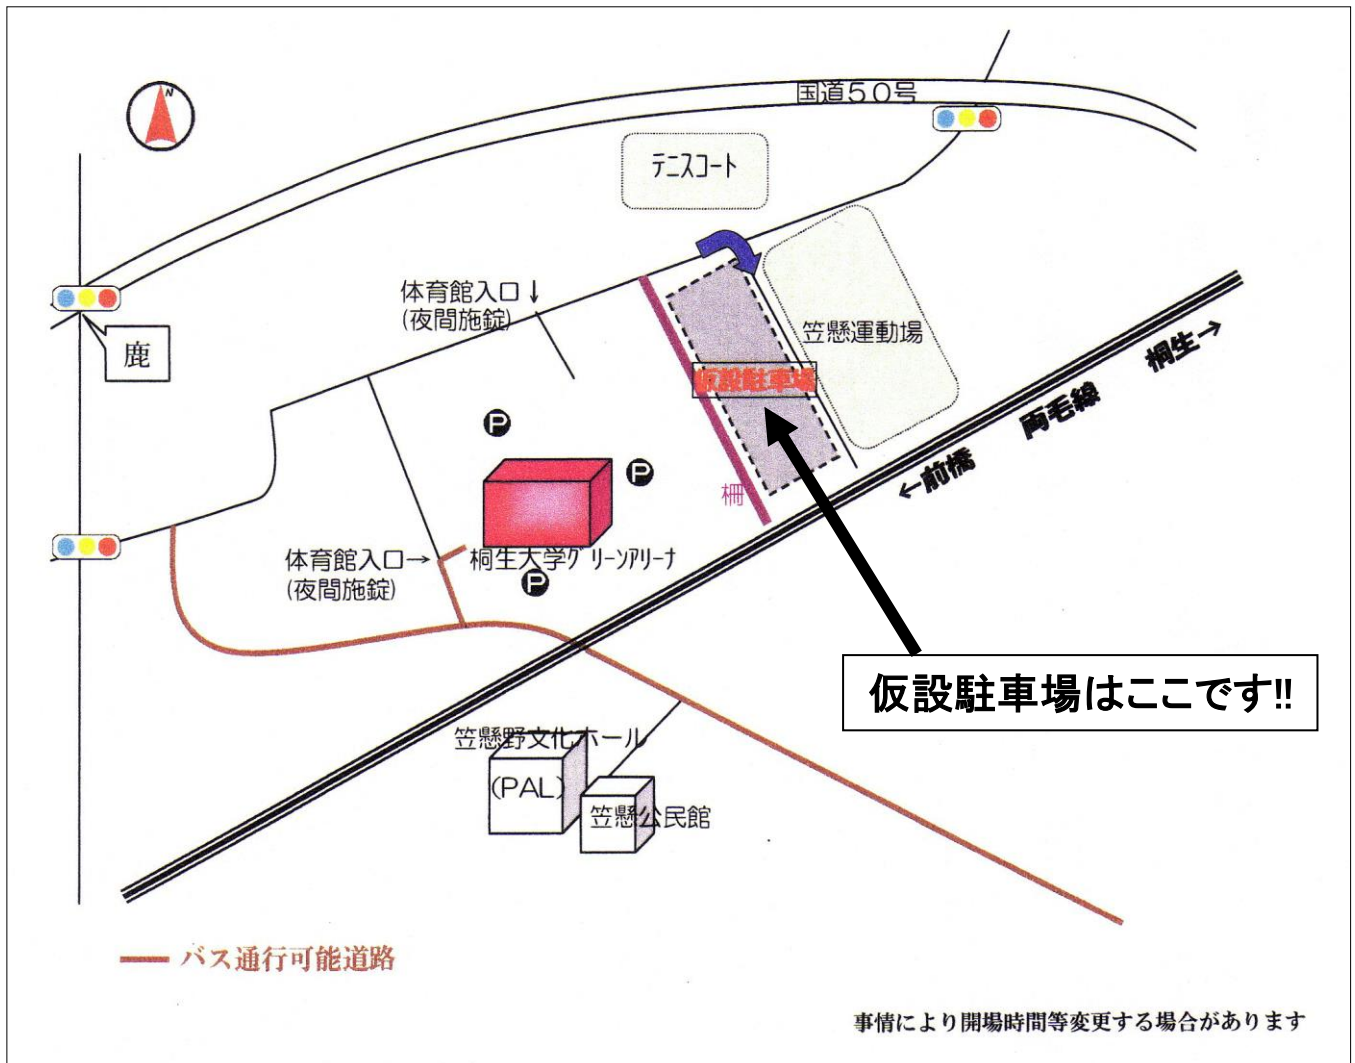 N
国道50号
テニスコート
体育館入口↓
(夜間施錠)
鹿
笠懸運動場
仮設駐車場
桐生→
両毛線
←前橋
P
P
柵
体育館入口→
(夜間施錠)
桐生大学グリーンアリーナ
P
仮設駐車場はここです!!
笠懸野文化ホール
(PAL)
笠懸公民館
バス通行可能道路
事情により開場時間等変更する場合があります